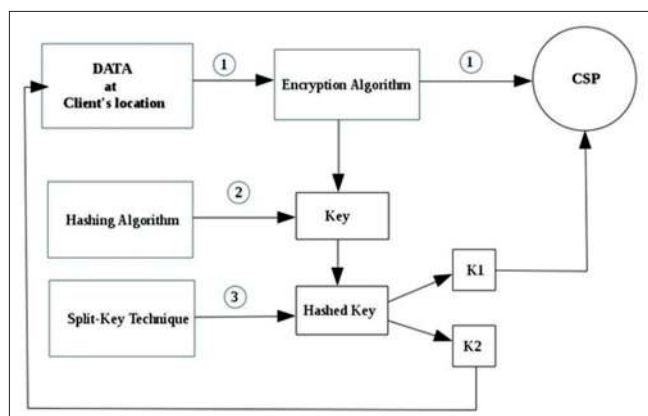 DATA
at
Client's location
1
Encryption Algorithm
1
CSP
Hashing Algorithm
2
Key
Split-Key Technique
3
Hashed Key
K1
K2